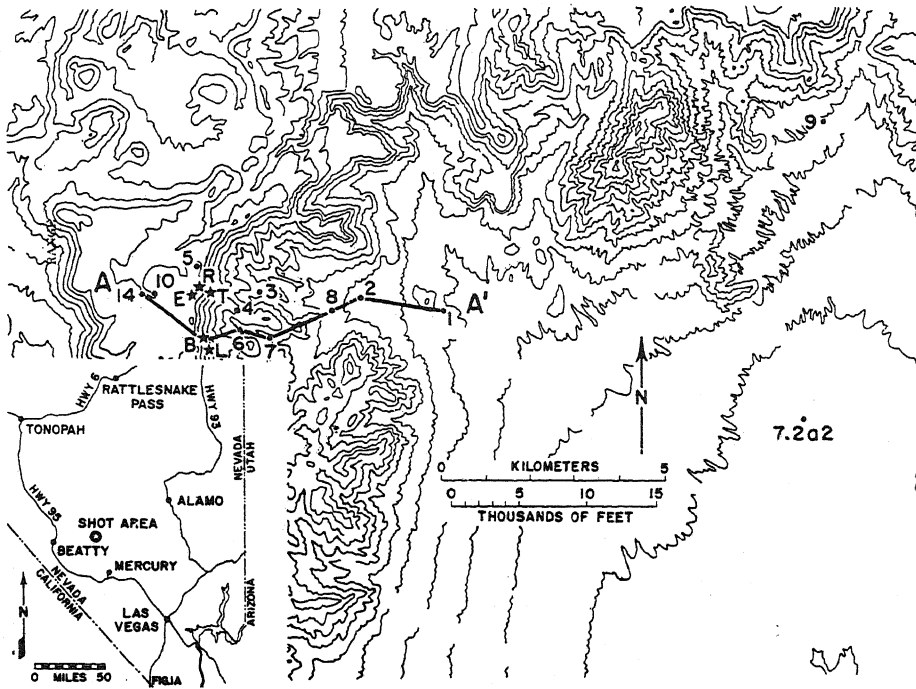 9
5
R
A
10
14
E
T
3
2
4
8
A'
1
B
L
6
7
N
7.2a2
0 KILOMETERS 5
0 5 10 15
THOUSANDS OF FEET
HWY 6
RATTLESNAKE
PASS
HWY 93
TONOPAH
NEVADA
UTAH
HWY 95
ALAMO
SHOT AREA
BEATTY
MERCURY
NEVADA
CALIFORNIA
N
LAS
VEGAS
ARIZONA
0 MILES 50